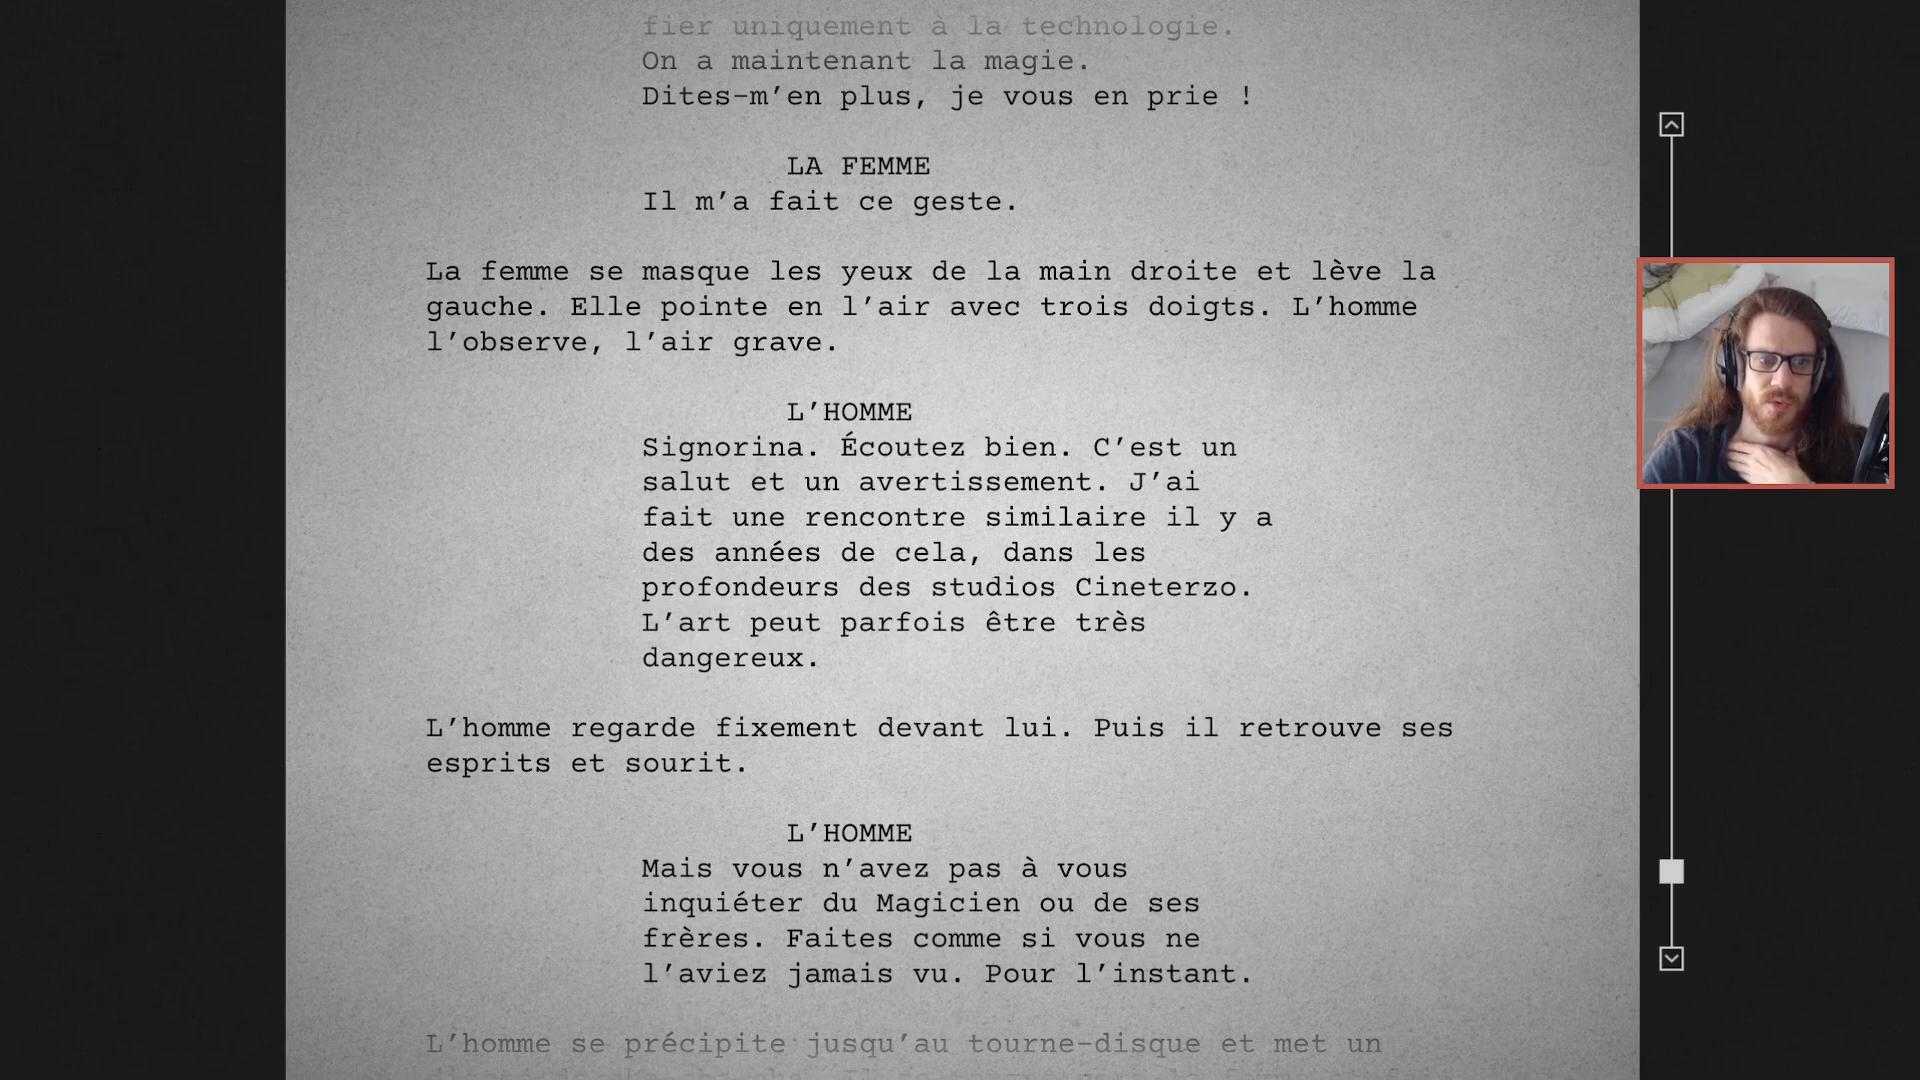 fier uniquement à la technologie.
On a maintenant la magie.
Dites-m’en plus, je vous en prie !
LA FEMME
Il m’a fait ce geste.
La femme se masque les yeux de la main droite et lève la
gauche. Elle pointe en l’air avec trois doigts. L’homme
l’observe, l’air grave.
L’HOMME
Signorina. Écoutez bien. C’est un
salut et un avertissement. J’ai
fait une rencontre similaire il y a
des années de cela, dans les
profondeurs des studios Cineterzo.
L’art peut parfois être très
dangereux.
L’homme regarde fixement devant lui. Puis il retrouve ses
esprits et sourit.
L’HOMME
Mais vous n’avez pas à vous
inquiéter du Magicien ou de ses
frères. Faites comme si vous ne
l’aviez jamais vu. Pour l’instant.
L’homme se précipite jusqu’au tourne-disque et met un